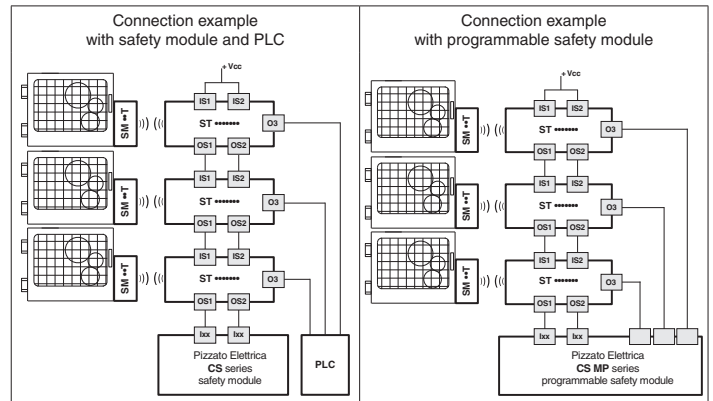 Connection example
with safety module and PLC
+ Vcc
IS1 IS2
SM ••T
ST •••••••
O3
OS1 OS2
IS1 IS2
SM ••T
ST •••••••
O3
OS1 OS2
IS1 IS2
SM ••T
ST •••••••
O3
OS1 OS2
Ixx Ixx
Pizzato Elettrica
CS series
safety module
PLC
Connection example
with programmable safety module
+ Vcc
IS1 IS2
SM ••T
ST •••••••
O3
OS1 OS2
IS1 IS2
SM ••T
ST •••••••
O3
OS1 OS2
IS1 IS2
SM ••T
ST •••••••
O3
OS1 OS2
Ixx Ixx
Pizzato Elettrica
CS MP series
programmable safety module